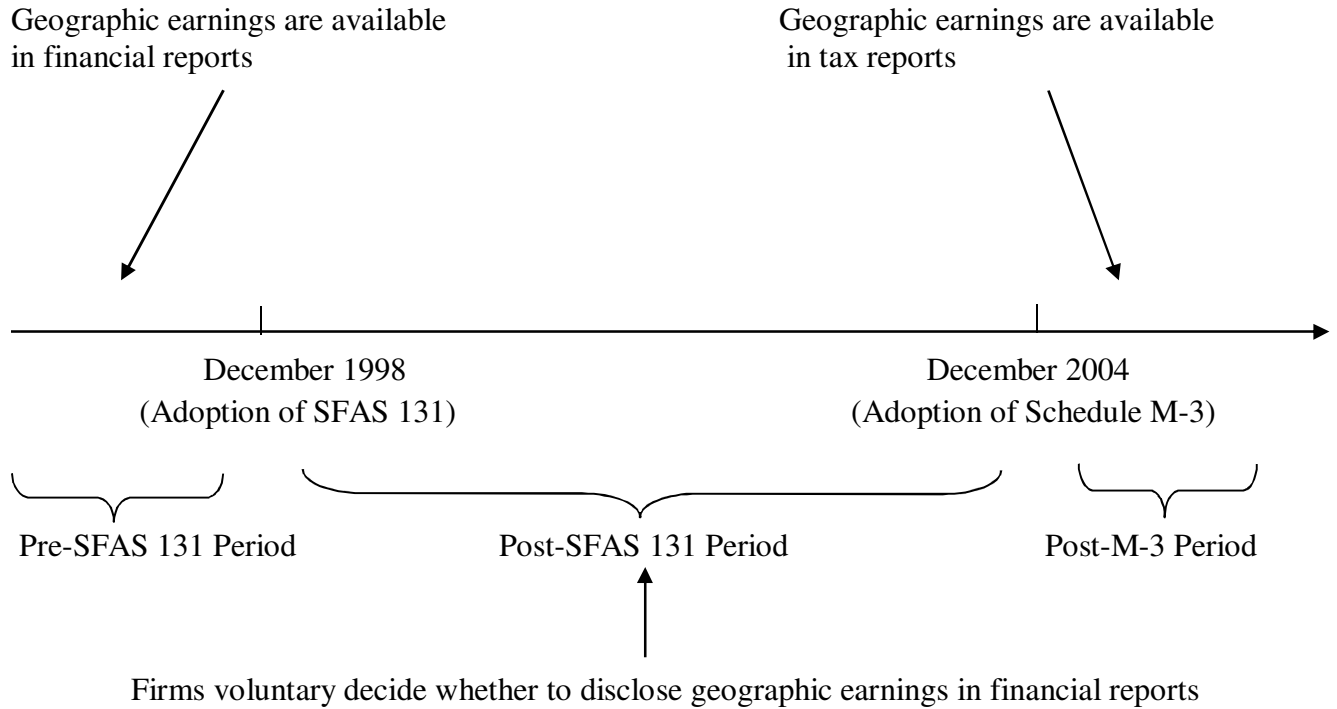 Geographic earnings are available
in financial reports
Geographic earnings are available
in tax reports
December 1998
(Adoption of SFAS 131)
December 2004
(Adoption of Schedule M-3)
Pre-SFAS 131 Period
Post-SFAS 131 Period
Post-M-3 Period
Firms voluntary decide whether to disclose geographic earnings in financial reports